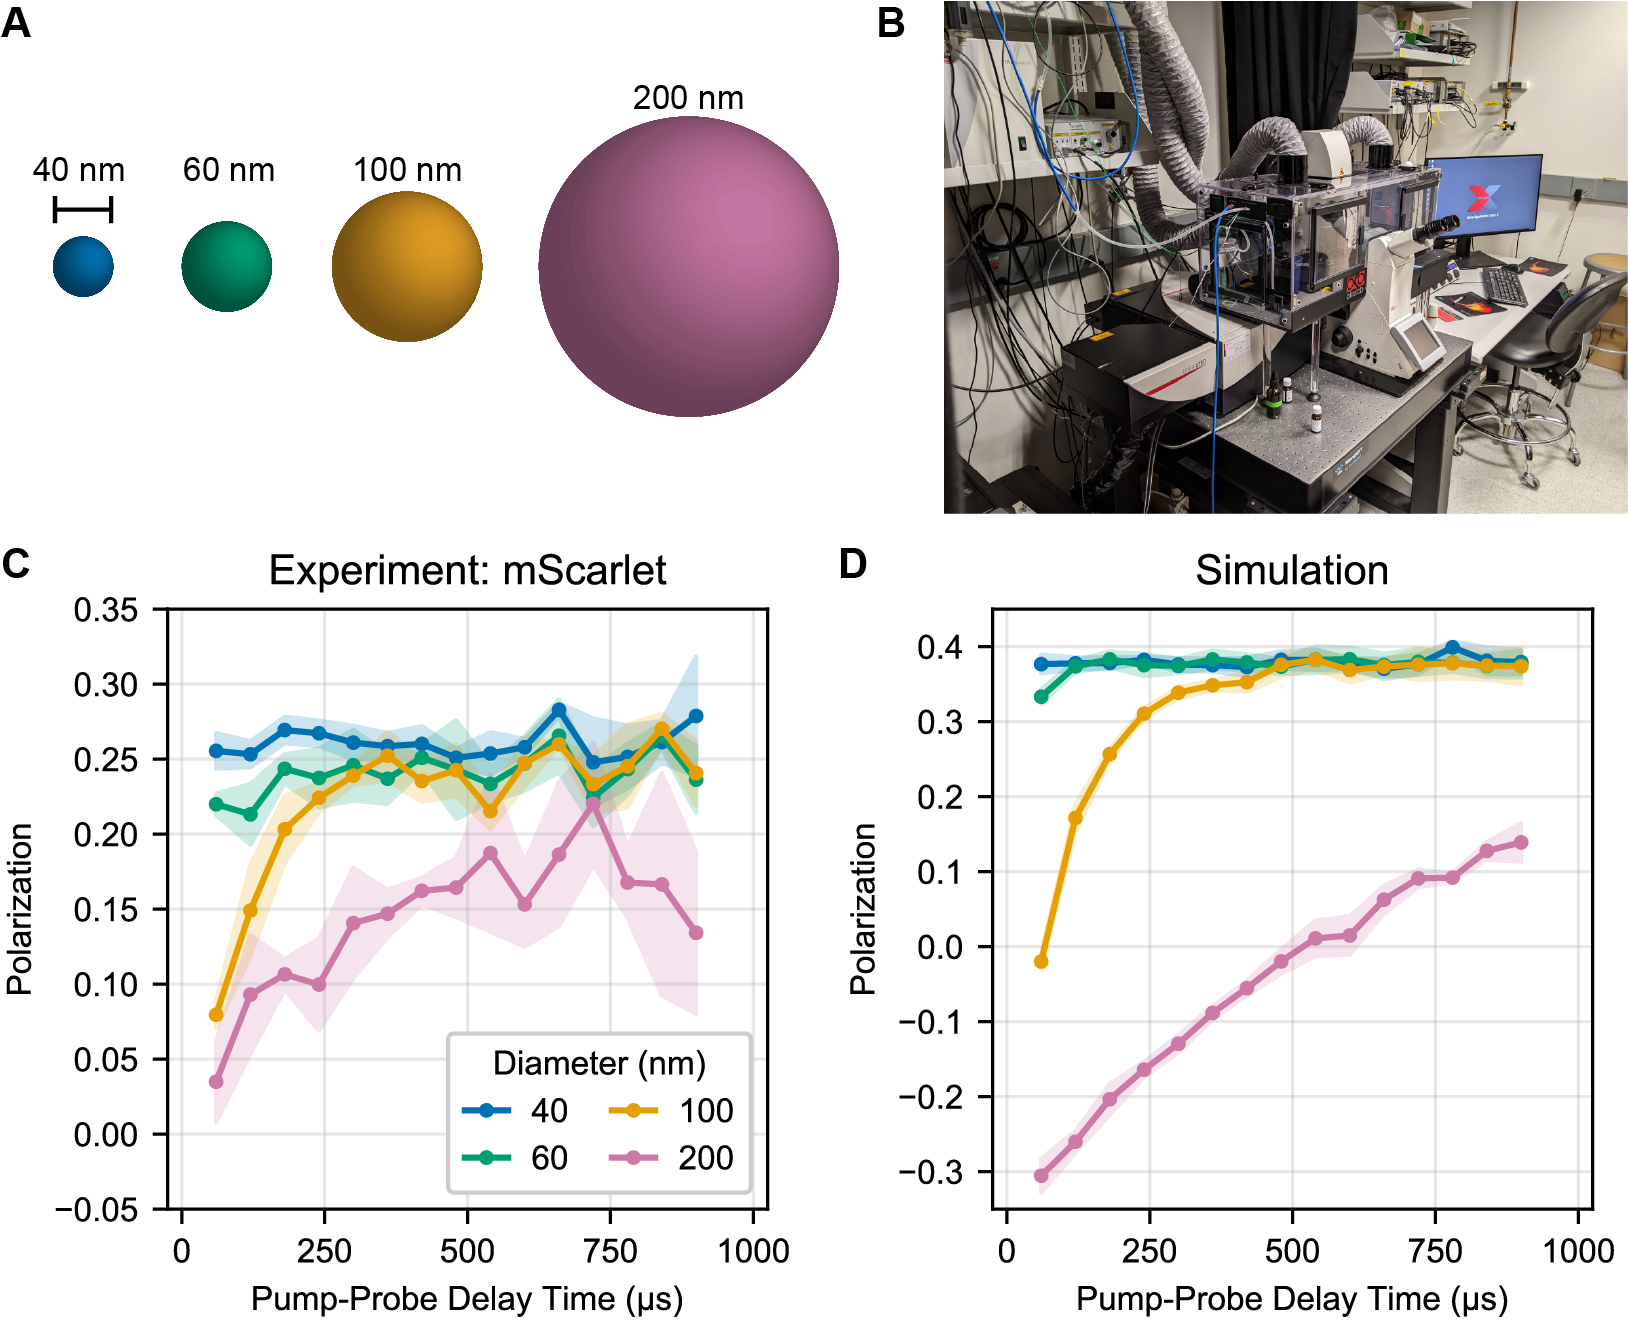 A
B
200 nm
40 nm
60 nm
100 nm
C
Experiment: mScarlet
D
Simulation
0.35
0.30
0.25
0.20
0.15
0.10
0.05
0.00
−0.05
Polarization
Diameter (nm)
40
100
60
200
0
250
500
750
1000
Pump-Probe Delay Time (µs)
0.4
0.3
0.2
0.1
0.0
−0.1
−0.2
−0.3
Polarization
0
250
500
750
1000
Pump-Probe Delay Time (µs)